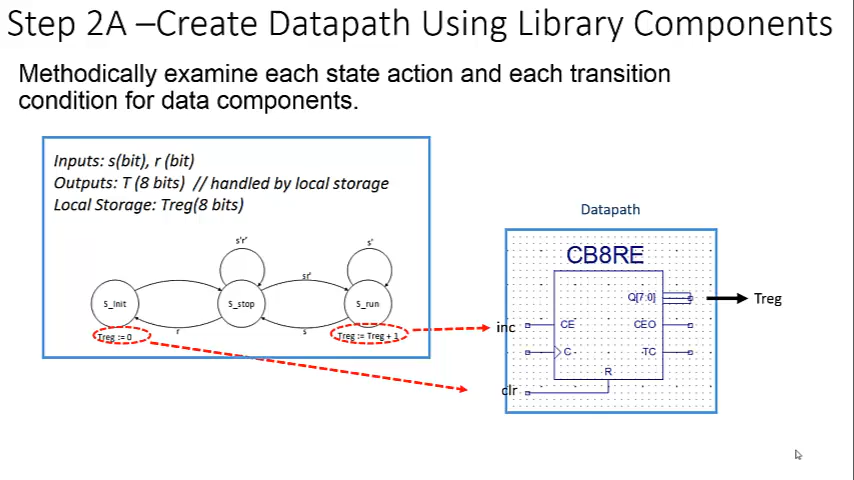 Step 2A –Create Datapath Using Library Components
Methodically examine each state action and each transition
condition for data components.
Inputs: s(bit), r (bit)
Outputs: T (8 bits)  // handled by local storage
Local Storage: Treg(8 bits)
s'r'
s'
sr'
S_Init
S_stop
S_run
r
s
Treg := 0
Treg := Treg + 1
Datapath
CB8RE
Q[7:0]
Treg
inc
CE
CEO
C
TC
R
clr